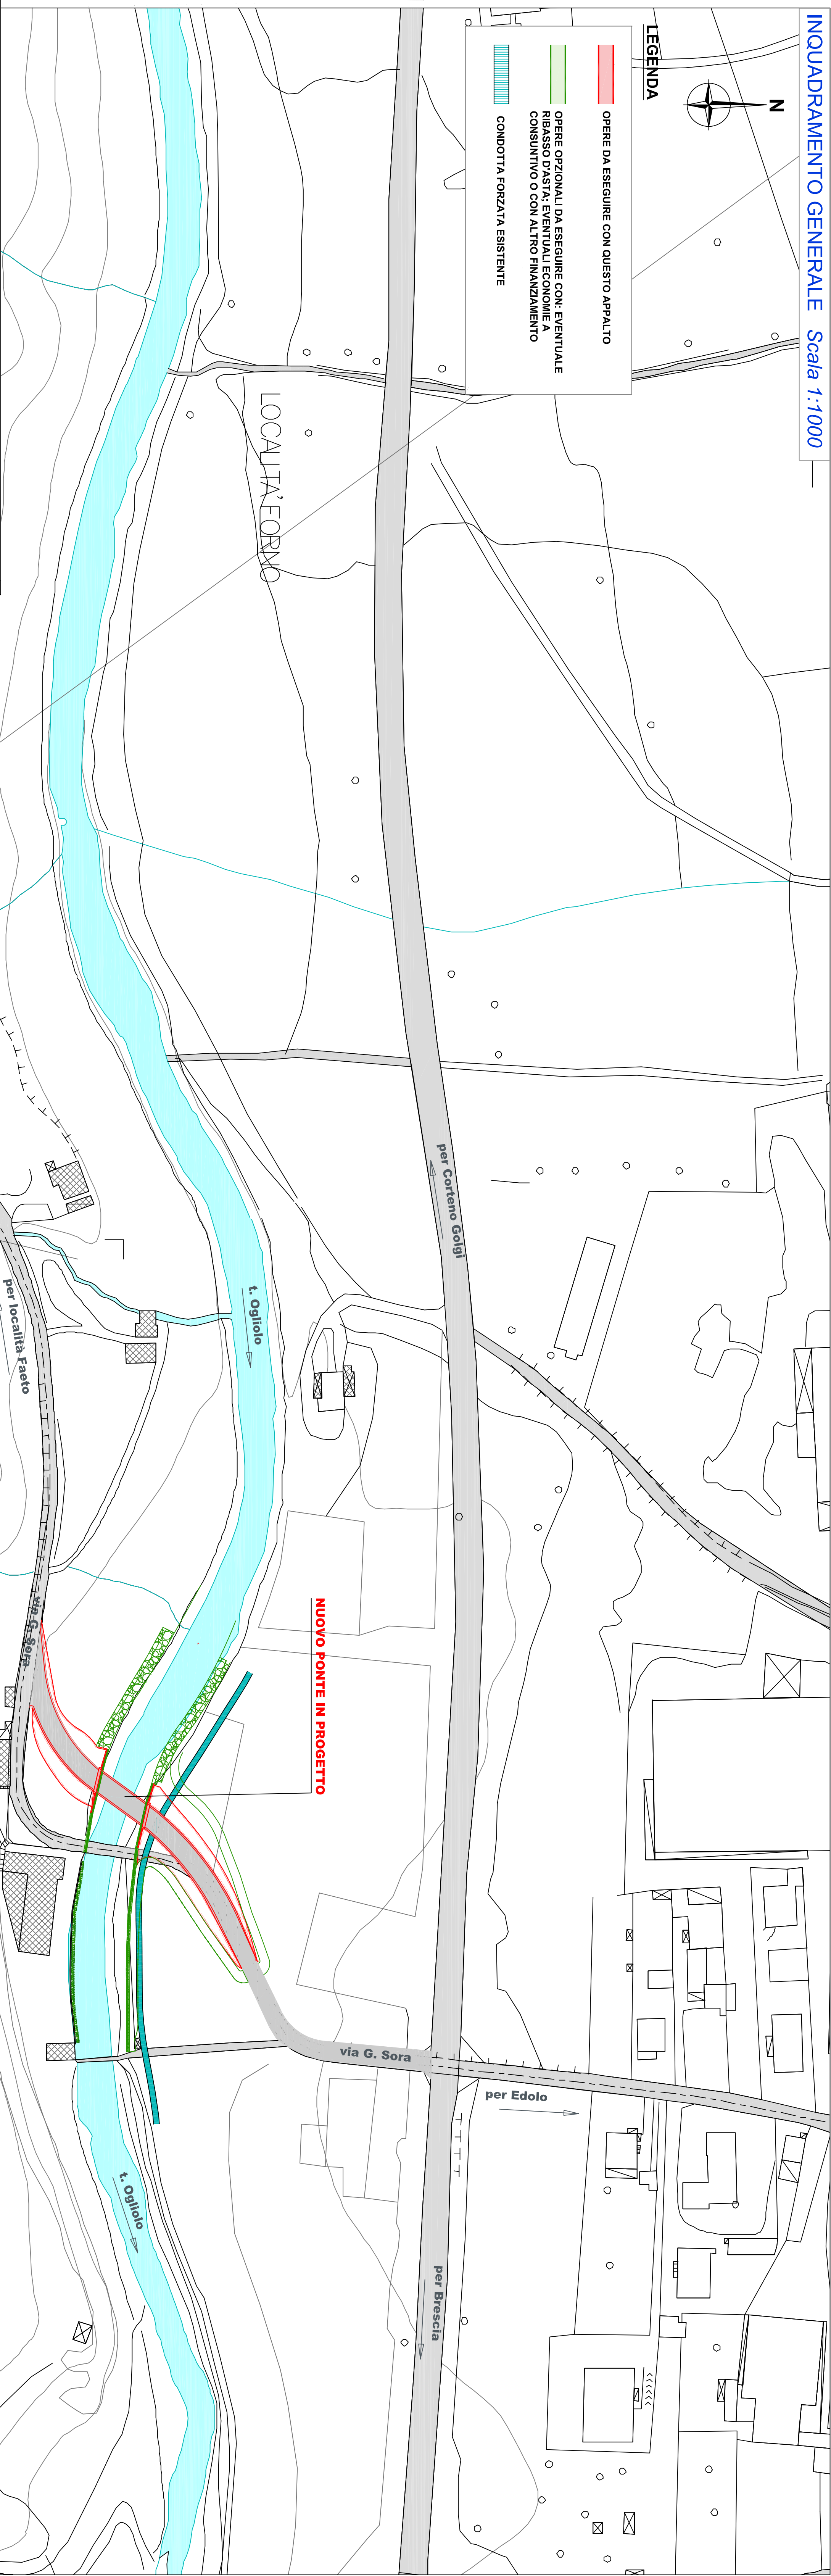 INQUADRAMENTO GENERALE Scala 1:1000
N
LEGENDA
OPERE DA ESEGUIRE CON QUESTO APPALTO
OPERE OPZIONALI DA ESEGUIRE CON: EVENTUALE
RIBASSO D'ASTA; EVENTUALI ECONOMIE A
CONSUNTIVO O CON ALTRO FINANZIAMENTO
CONDOTTA FORZATA ESISTENTE
LOCALITA' FORNO
per Corteno Golgi
t. Ogliolo
per località Faeto
via G. Sora
NUOVO PONTE IN PROGETTO
via G. Sora
per Edolo
t. Ogliolo
per Brescia